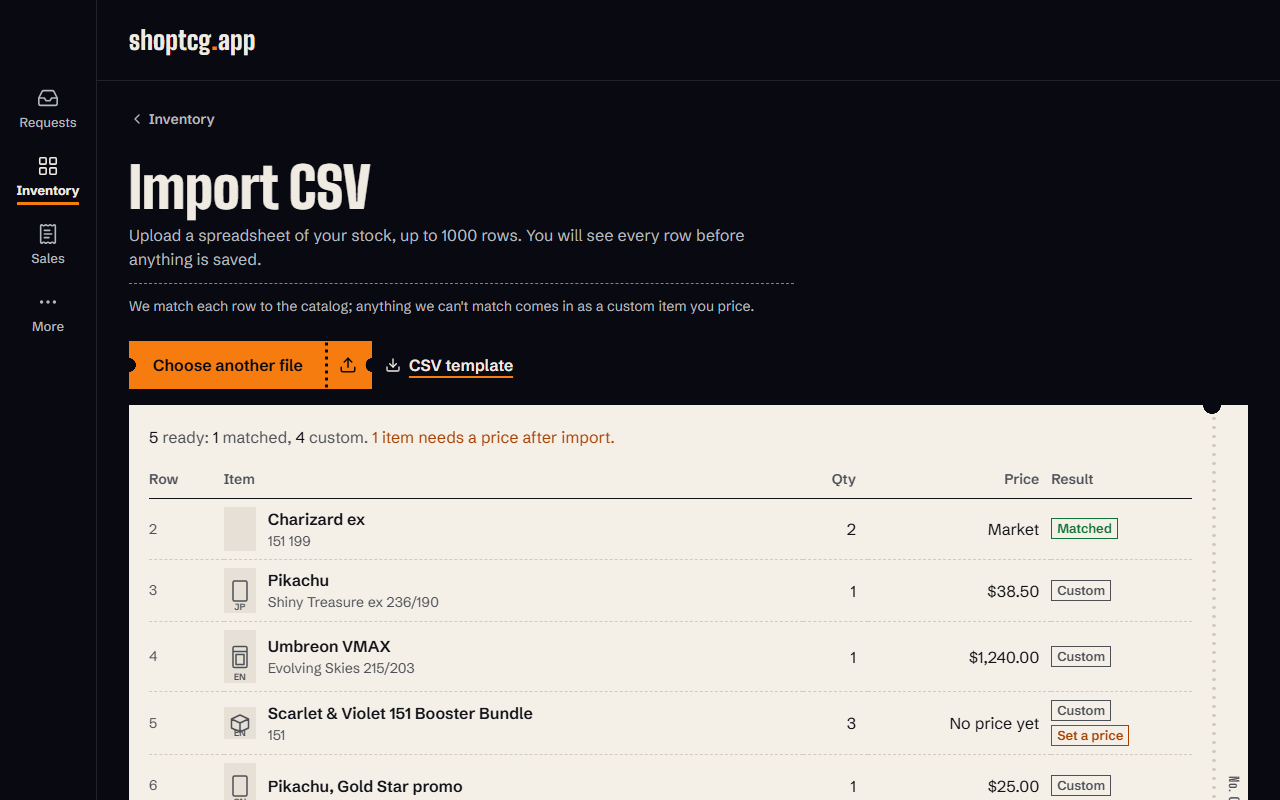 shoptcg.app
Requests
Inventory
Sales
More
Inventory
Import CSV
Upload a spreadsheet of your stock, up to 1000 rows. You will see every row before
anything is saved.
We match each row to the catalog; anything we can't match comes in as a custom item you price.
Choose another file
CSV template
5 ready: 1 matched, 4 custom. 1 item needs a price after import.
Row Item Qty Price Result
2 Charizard ex 2 Market Matched
151 199
3 Pikachu 1 $38.50 Custom
JP Shiny Treasure ex 236/190
4 Umbreon VMAX 1 $1,240.00 Custom
EN Evolving Skies 215/203
5 Scarlet & Violet 151 Booster Bundle 3 No price yet Custom
EN 151 Set a price
6 Pikachu, Gold Star promo 1 $25.00 Custom
No.